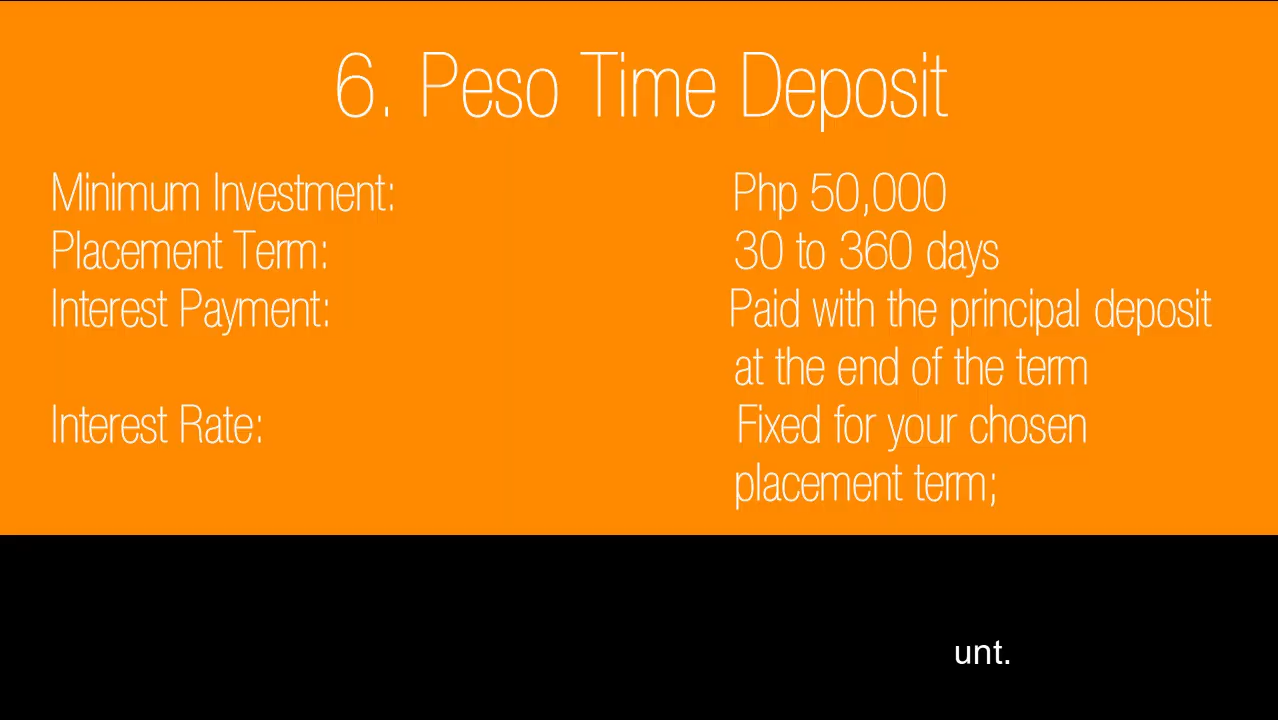 6. Peso Time Deposit
Minimum Investment: Php 50,000
Placement Term: 30 to 360 days
Interest Payment: Paid with the principal deposit
at the end of the term
Interest Rate: Fixed for your chosen
placement term;
unt.